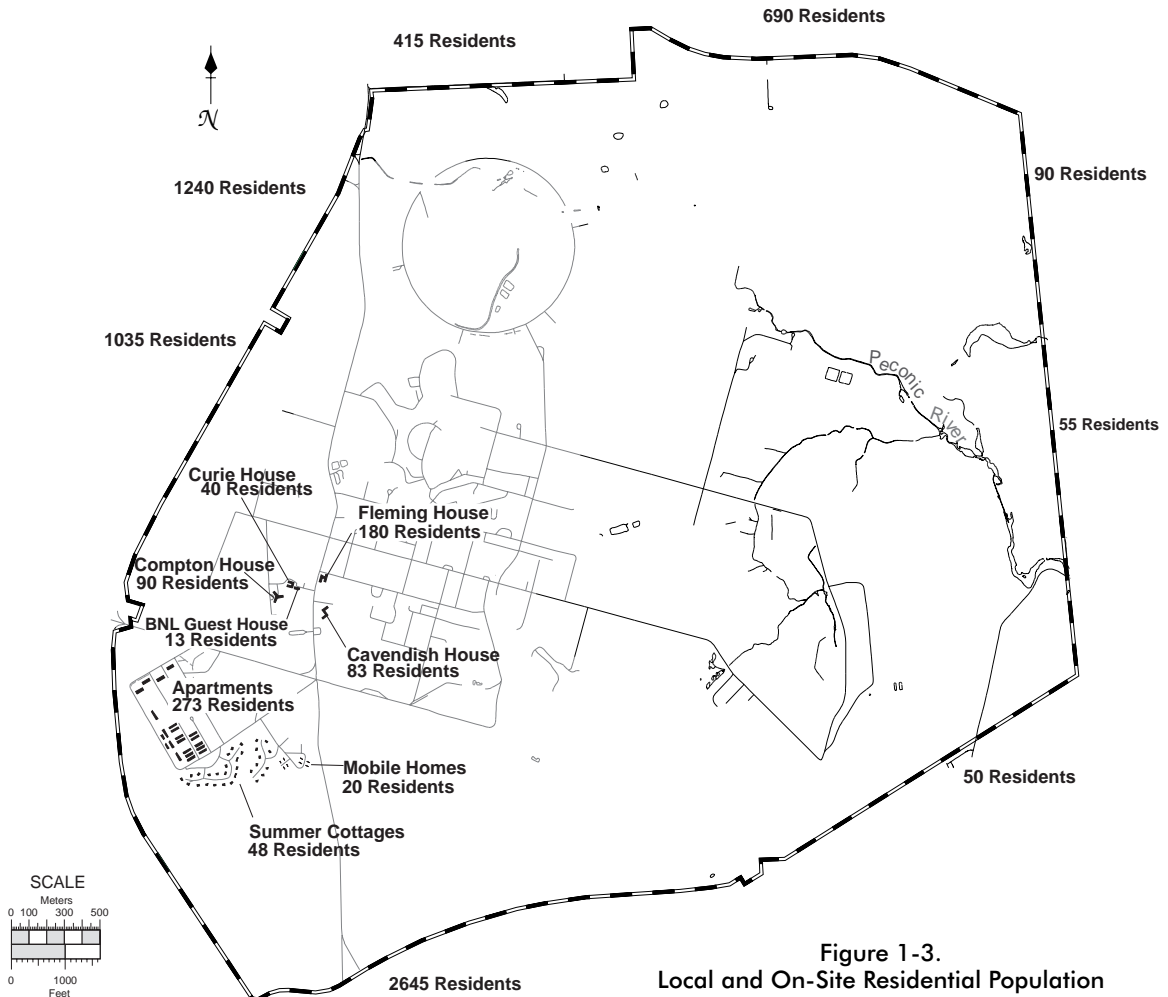 690 Residents
415 Residents
N
90 Residents
1240 Residents
1035 Residents
Peconic River
55 Residents
Curie House
40 Residents
Fleming House
180 Residents
Compton House
90 Residents
BNL Guest House
13 Residents
Cavendish House
83 Residents
Apartments
273 Residents
Mobile Homes
20 Residents
50 Residents
Summer Cottages
48 Residents
SCALE
Meters
0 100 300 500
0 1000
Feet
2645 Residents
Figure 1-3.
Local and On-Site Residential Population